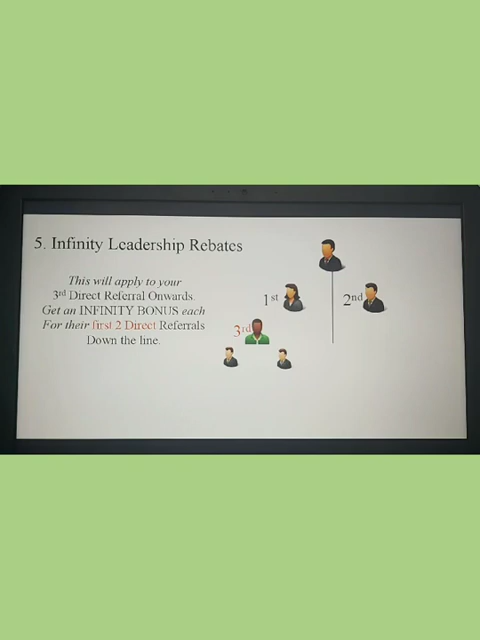 5. Infinity Leadership Rebates
This will apply to your
3rd Direct Referral Onwards.
Get an INFINITY BONUS each
For their first 2 Direct Referrals
Down the line.
1st
2nd
3rd